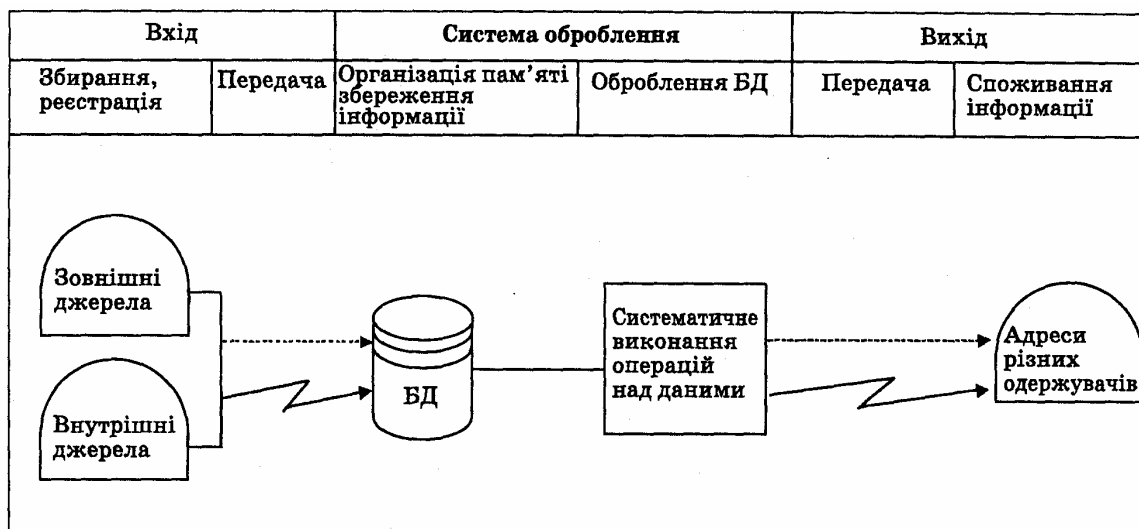 Вхід
Система оброблення
Вихід
Збирання,
реєстрація
Передача
Організація пам’яті
збереження
інформації
Оброблення БД
Передача
Споживання
інформації
Зовнішні
джерела
Внутрішні
джерела
БД
Систематичне
виконання
операцій
над даними
Адреси
різних
одержувачів